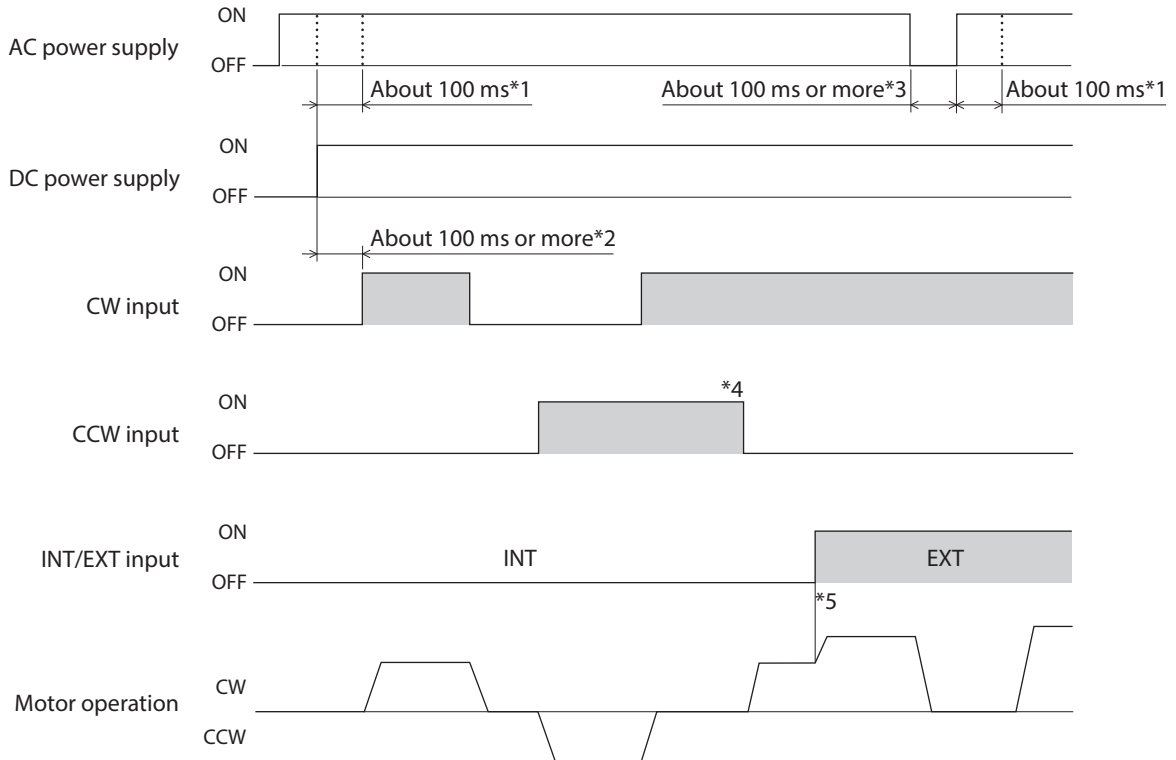 ON
AC power supply
OFF
About 100 ms*1
About 100 ms or more*3
About 100 ms*1
ON
DC power supply
OFF
About 100 ms or more*2
ON
CW input
OFF
*4
ON
CCW input
OFF
ON
INT/EXT input
INT
EXT
OFF
*5
CW
Motor operation
CCW